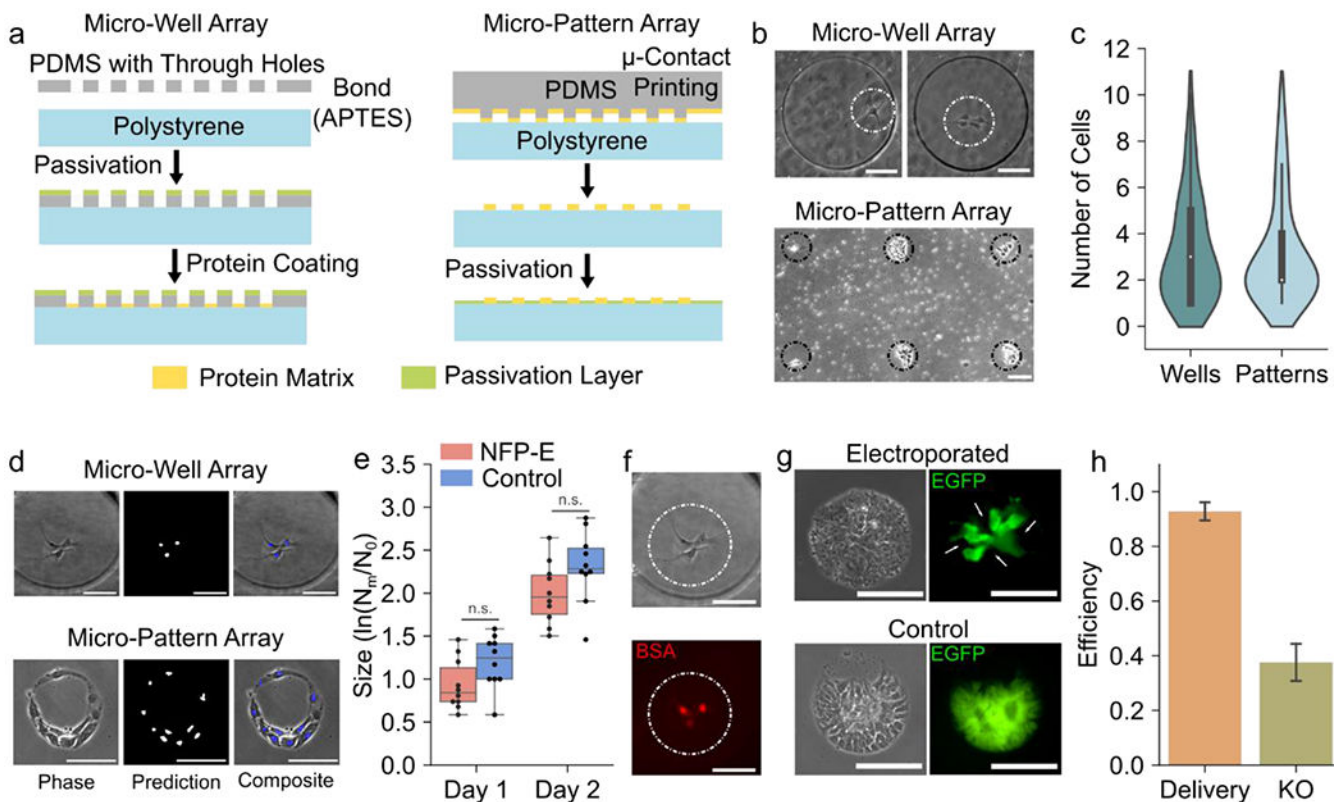 a
Micro-Well Array
PDMS with Through Holes
Bond
(APTES)
Polystyrene
Passivation
Protein Coating
Micro-Pattern Array
μ-Contact
Printing
PDMS
Polystyrene
Passivation
Protein Matrix
Passivation Layer
b
Micro-Well Array
Micro-Pattern Array
c
Number of Cells
12
10
8
6
4
2
0
Wells
Patterns
d
Micro-Well Array
Micro-Pattern Array
Phase
Prediction
Composite
e
NFP-E
Control
Size (ln(Nm/N0)
3.5
3.0
2.5
2.0
1.5
1.0
0.5
0.0
n.s.
n.s.
Day 1
Day 2
f
BSA
g
Electroporated
EGFP
Control
EGFP
h
Efficiency
1.0
0.8
0.6
0.4
0.2
0.0
Delivery
KO